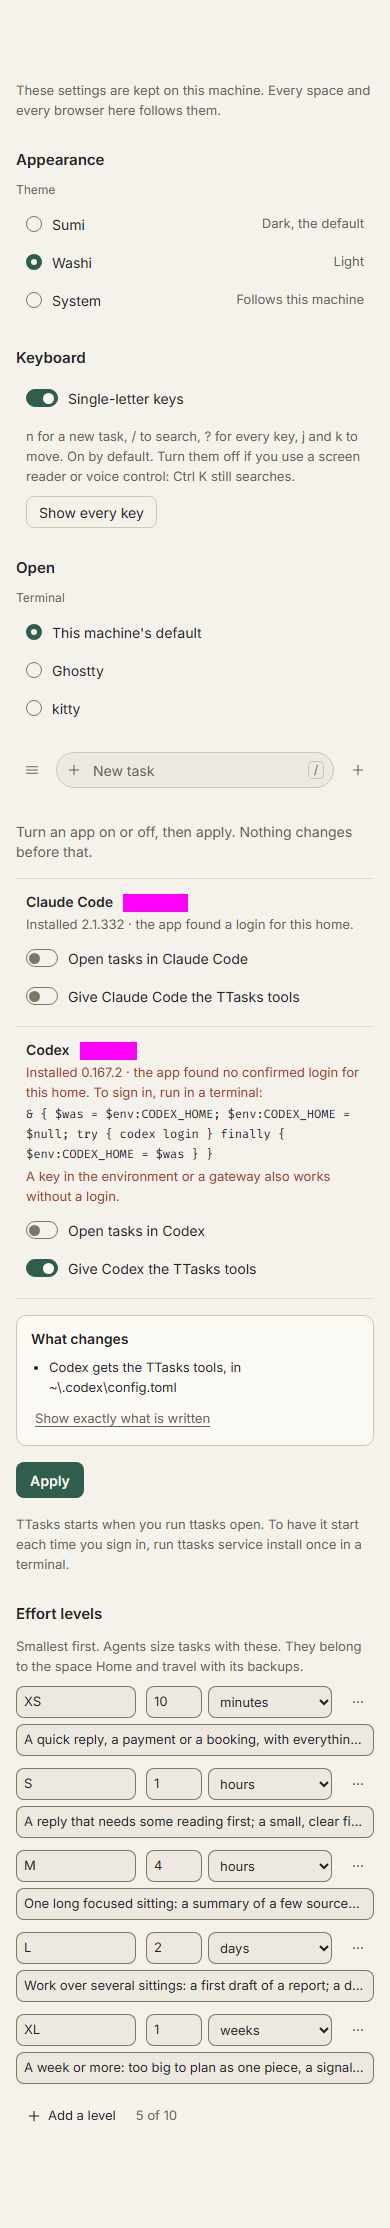 These settings are kept on this machine. Every space and
every browser here follows them.
Appearance
Theme
Sumi
Dark, the default
Washi
Light
System
Follows this machine
Keyboard
Single-letter keys
n for a new task, / to search, ? for every key, j and k to
move. On by default. Turn them off if you use a screen
reader or voice control: Ctrl K still searches.
Show every key
Open
Terminal
This machine's default
Ghostty
kitty
New task
/
Turn an app on or off, then apply. Nothing changes
before that.
Claude Code
Installed 2.1.332 · the app found a login for this home.
Open tasks in Claude Code
Give Claude Code the TTasks tools
Codex
Installed 0.167.2 · the app found no confirmed login for
this home. To sign in, run in a terminal:
& { $was = $env:CODEX_HOME; $env:CODEX_HOME =
$null; try { codex login } finally {
$env:CODEX_HOME = $was } }
A key in the environment or a gateway also works
without a login.
Open tasks in Codex
Give Codex the TTasks tools
What changes
• Codex gets the TTasks tools, in
~\.codex\config.toml
Show exactly what is written
Apply
TTasks starts when you run ttasks open. To have it start
each time you sign in, run ttasks service install once in a
terminal.
Effort levels
Smallest first. Agents size tasks with these. They belong
to the space Home and travel with its backups.
XS
10
minutes
A quick reply, a payment or a booking, with everythin...
S
1
hours
A reply that needs some reading first; a small, clear fi...
M
4
hours
One long focused sitting: a summary of a few source...
L
2
days
Work over several sittings: a first draft of a report; a d...
XL
1
weeks
A week or more: too big to plan as one piece, a signal...
Add a level
5 of 10